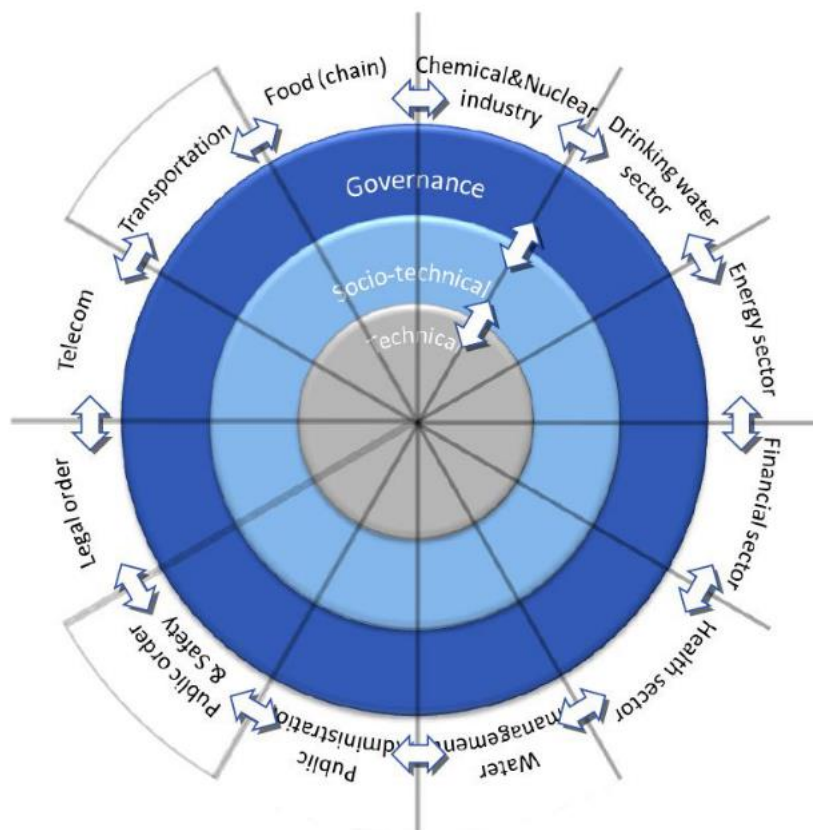 Food (chain)
Chemical&Nuclear
industry
Drinking water
sector
Energy sector
Financial sector
Health sector
Water
management
Public
Administration
Public order
& Safety
Legal order
Telecom
Transportation
Governance
Socio-technical
Technical